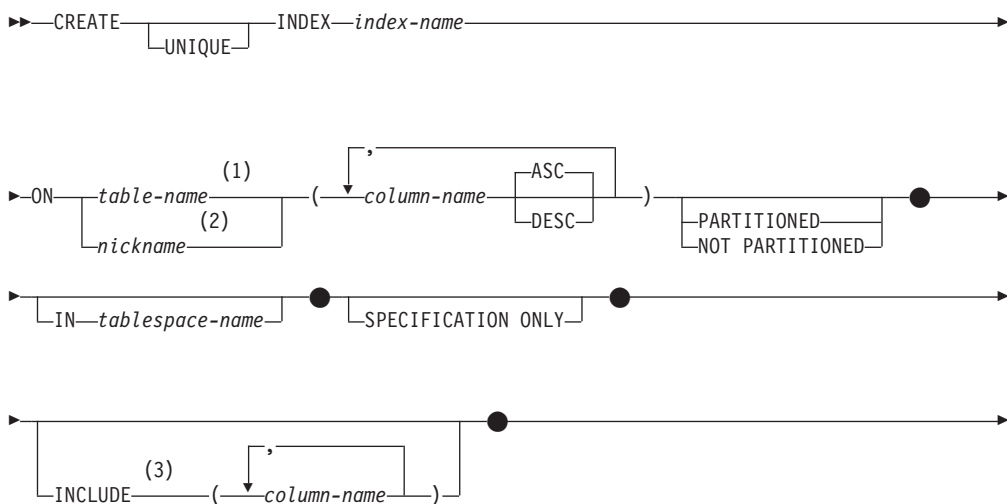 CREATE INDEX index-name
UNIQUE
,
(1) ASC
ON table-name ( column-name )
(2) DESC PARTITIONED
nickname NOT PARTITIONED
IN tablespace-name SPECIFICATION ONLY
,
(3)
INCLUDE ( column-name )